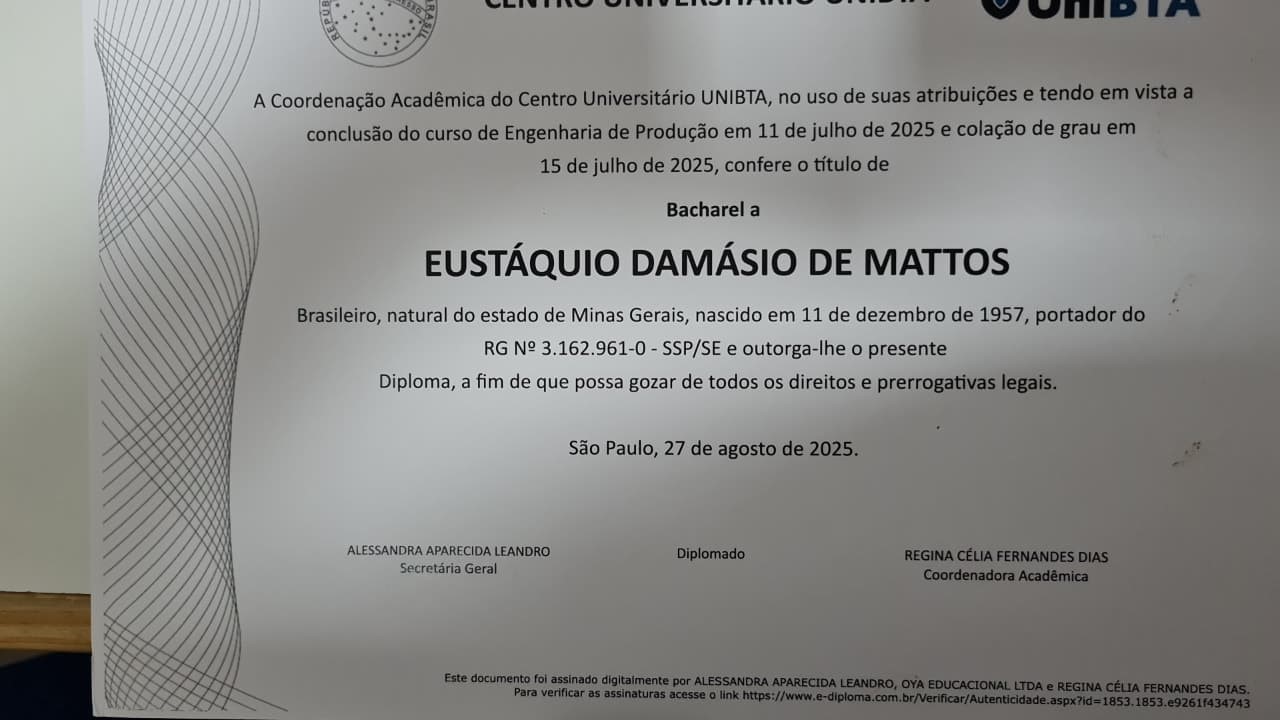 REPÚB BRASIL
CENTRO UNIVERSITÁRIO UNIBTA
UNIBTA
A Coordenação Acadêmica do Centro Universitário UNIBTA, no uso de suas atribuições e tendo em vista a
conclusão do curso de Engenharia de Produção em 11 de julho de 2025 e colação de grau em
15 de julho de 2025, confere o título de
Bacharel a
EUSTÁQUIO DAMÁSIO DE MATTOS
Brasileiro, natural do estado de Minas Gerais, nascido em 11 de dezembro de 1957, portador do
RG Nº 3.162.961-0 - SSP/SE e outorga-lhe o presente
Diploma, a fim de que possa gozar de todos os direitos e prerrogativas legais.
São Paulo, 27 de agosto de 2025.
ALESSANDRA APARECIDA LEANDRO
Secretária Geral
Diplomado
REGINA CÉLIA FERNANDES DIAS
Coordenadora Acadêmica
Este documento foi assinado digitalmente por ALESSANDRA APARECIDA LEANDRO, OYA EDUCACIONAL LTDA e REGINA CÉLIA FERNANDES DIAS.
Para verificar as assinaturas acesse o link https://www.e-diploma.com.br/Verificar/Autenticidade.aspx?id=1853.1853.e9261f434743